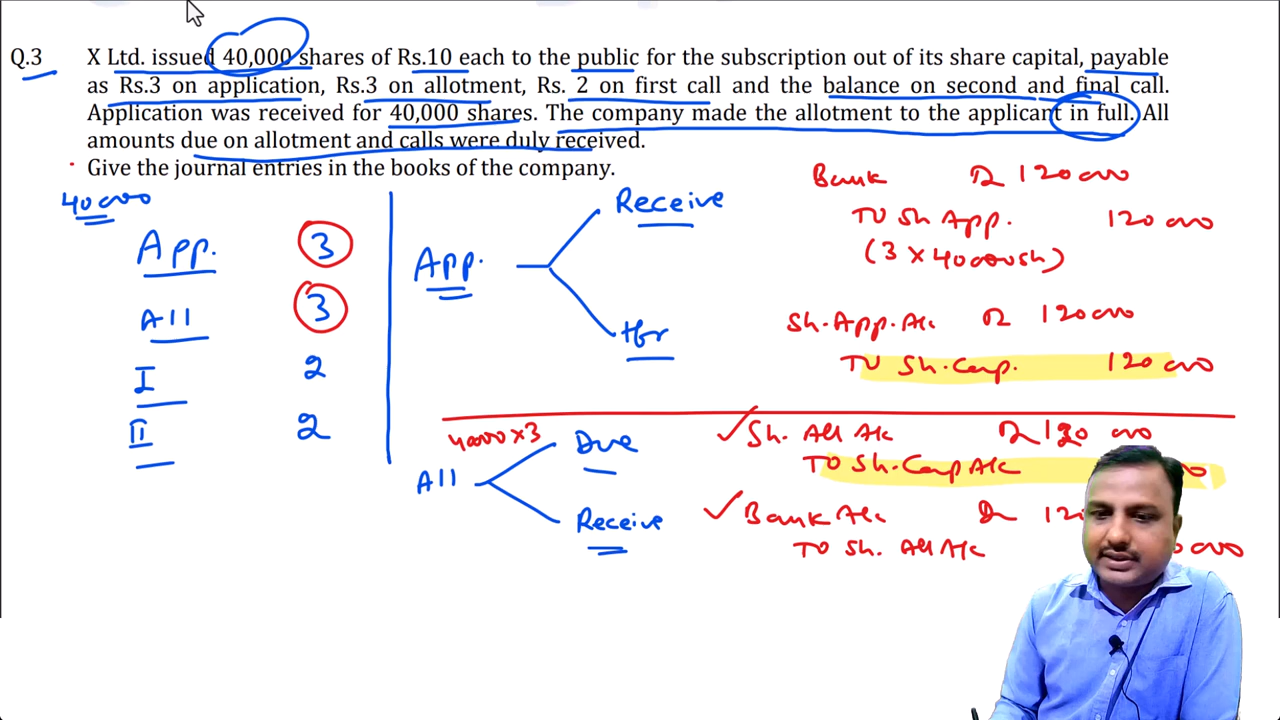 Q.3 X Ltd. issued 40,000 shares of Rs.10 each to the public for the subscription out of its share capital, payable
as Rs.3 on application, Rs.3 on allotment, Rs. 2 on first call and the balance on second and final call.
Application was received for 40,000 shares. The company made the allotment to the applicant in full. All
amounts due on allotment and calls were duly received.
Give the journal entries in the books of the company.
40000
App. 3
All 3
I 2
II 2
App.
Receive
tfr
Bank Dr 120000
To Sh App. 120000
(3 x 40000 sh)
Sh. App. A/c Dr 120000
To Sh. Cap. 120000
40000 x 3
All
Due
Receive
Sh. All A/c Dr 120000
To Sh. Cap A/c
Bank A/c Dr
To Sh. All A/c